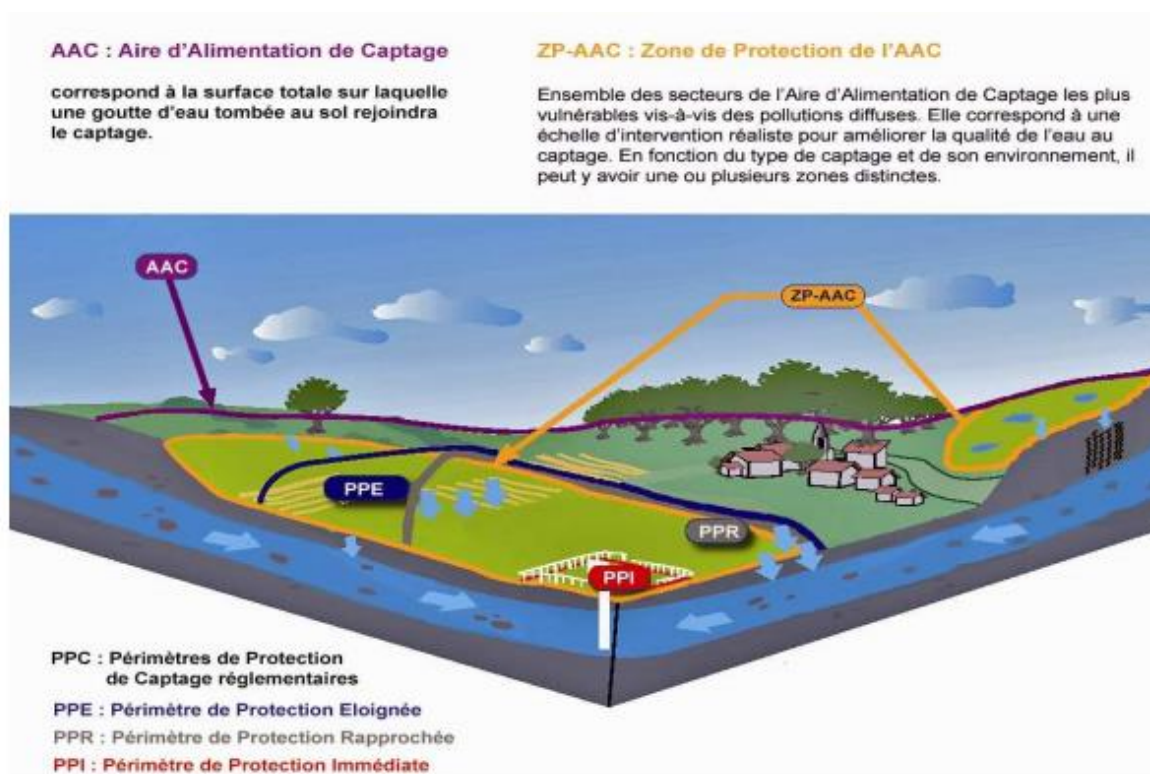 AAC : Aire d'Alimentation de Captage
correspond à la surface totale sur laquelle
une goutte d'eau tombée au sol rejoindra
le captage.
ZP-AAC : Zone de Protection de l'AAC
Ensemble des secteurs de l'Aire d'Alimentation de Captage les plus
vulnérables vis-à-vis des pollutions diffuses. Elle correspond à une
échelle d'intervention réaliste pour améliorer la qualité de l'eau au
captage. En fonction du type de captage et de son environnement, il
peut y avoir une ou plusieurs zones distinctes.
AAC
ZP-AAC
PPE
PPR
PPI
PPC : Périmètres de Protection
de Captage réglementaires
PPE : Périmètre de Protection Eloignée
PPR : Périmètre de Protection Rapprochée
PPI : Périmètre de Protection Immédiate